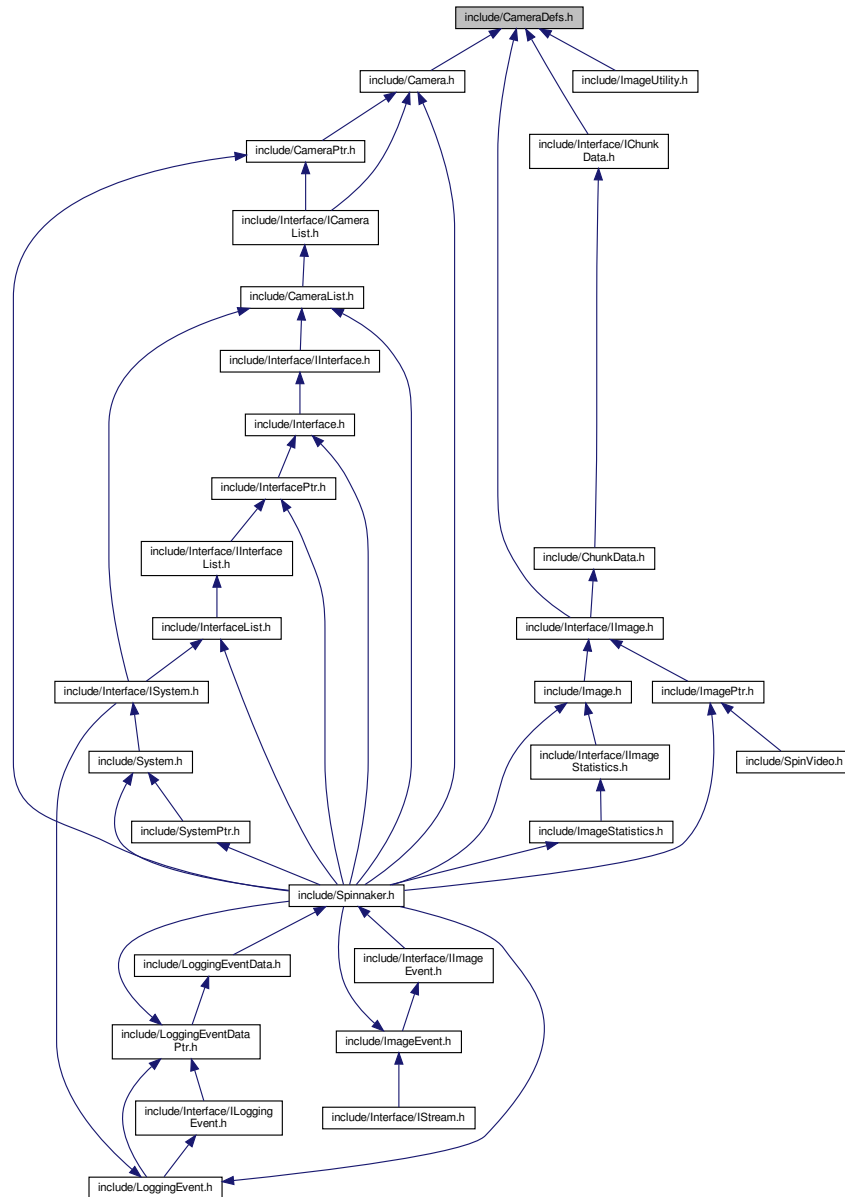 include/CameraDefs.h
include/Camera.h
include/ImageUtility.h
include/CameraPtr.h
include/Interface/IChunk
Data.h
include/Interface/ICamera
List.h
include/CameraList.h
include/Interface/IInterface.h
include/Interface.h
include/InterfacePtr.h
include/Interface/IInterface
List.h
include/ChunkData.h
include/InterfaceList.h
include/Interface/IImage.h
include/Interface/ISystem.h
include/Image.h
include/ImagePtr.h
include/System.h
include/Interface/IImage
Statistics.h
include/SpinVideo.h
include/SystemPtr.h
include/ImageStatistics.h
include/Spinnaker.h
include/LoggingEventData.h
include/Interface/IImage
Event.h
include/LoggingEventData
Ptr.h
include/ImageEvent.h
include/Interface/ILogging
Event.h
include/Interface/IStream.h
include/LoggingEvent.h